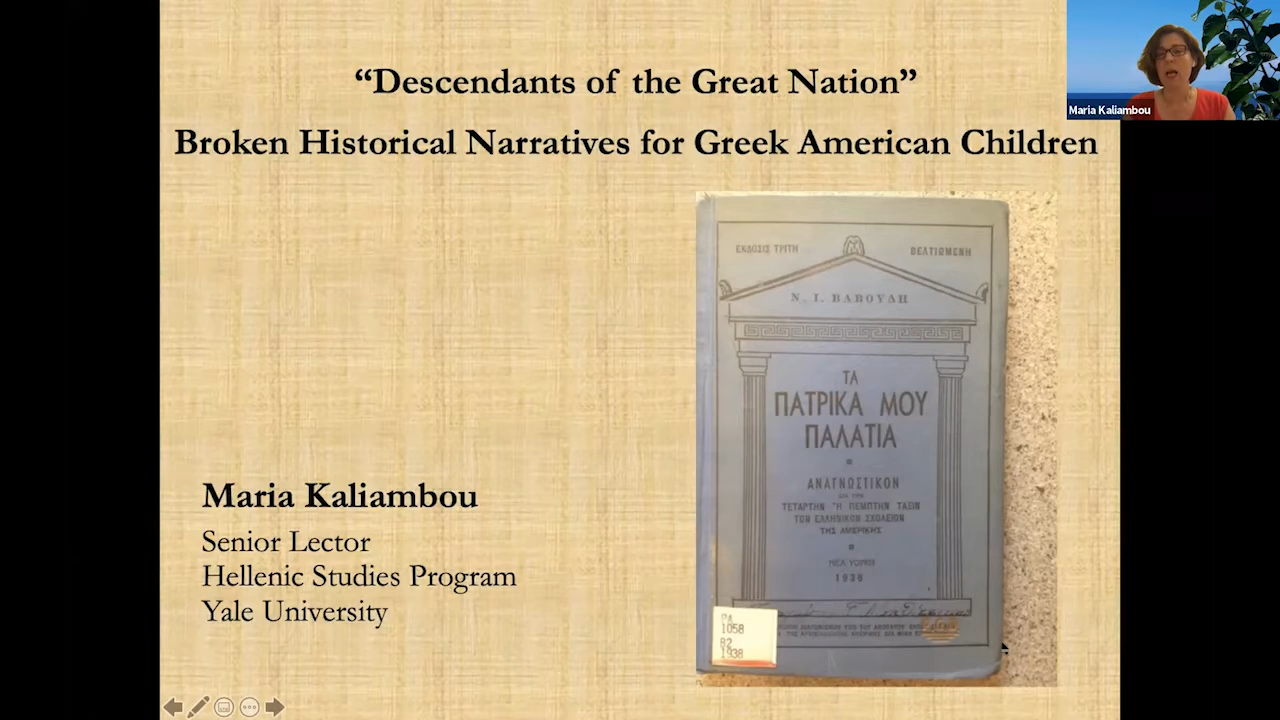 “Descendants of the Great Nation”
Broken Historical Narratives for Greek American Children
Maria Kaliambou
ΕΚΔΟΣΙΣ ΤΡΙΤΗ ΒΕΛΤΙΩΜΕΝΗ
Ν. Ι. ΒΑΒΟΥΔΗ
ΤΑ
ΠΑΤΡΙΚΑ ΜΟΥ
ΠΑΛΑΤΙΑ
ΑΝΑΓΝΩΣΤΙΚΟΝ
ΔΙΑ ΤΗΝ
ΤΕΤΑΡΤΗΝ Ἢ ΠΕΜΠΤΗΝ ΤΑΞΙΝ
ΤΩΝ ΕΛΛΗΝΙΚΩΝ ΣΧΟΛΕΙΩΝ
ΤΗΣ ΑΜΕΡΙΚΗΣ
ΝΕΑ ΥΟΡΚΗ
1938
PA
1058
B2
1938
Maria Kaliambou
Senior Lector
Hellenic Studies Program
Yale University